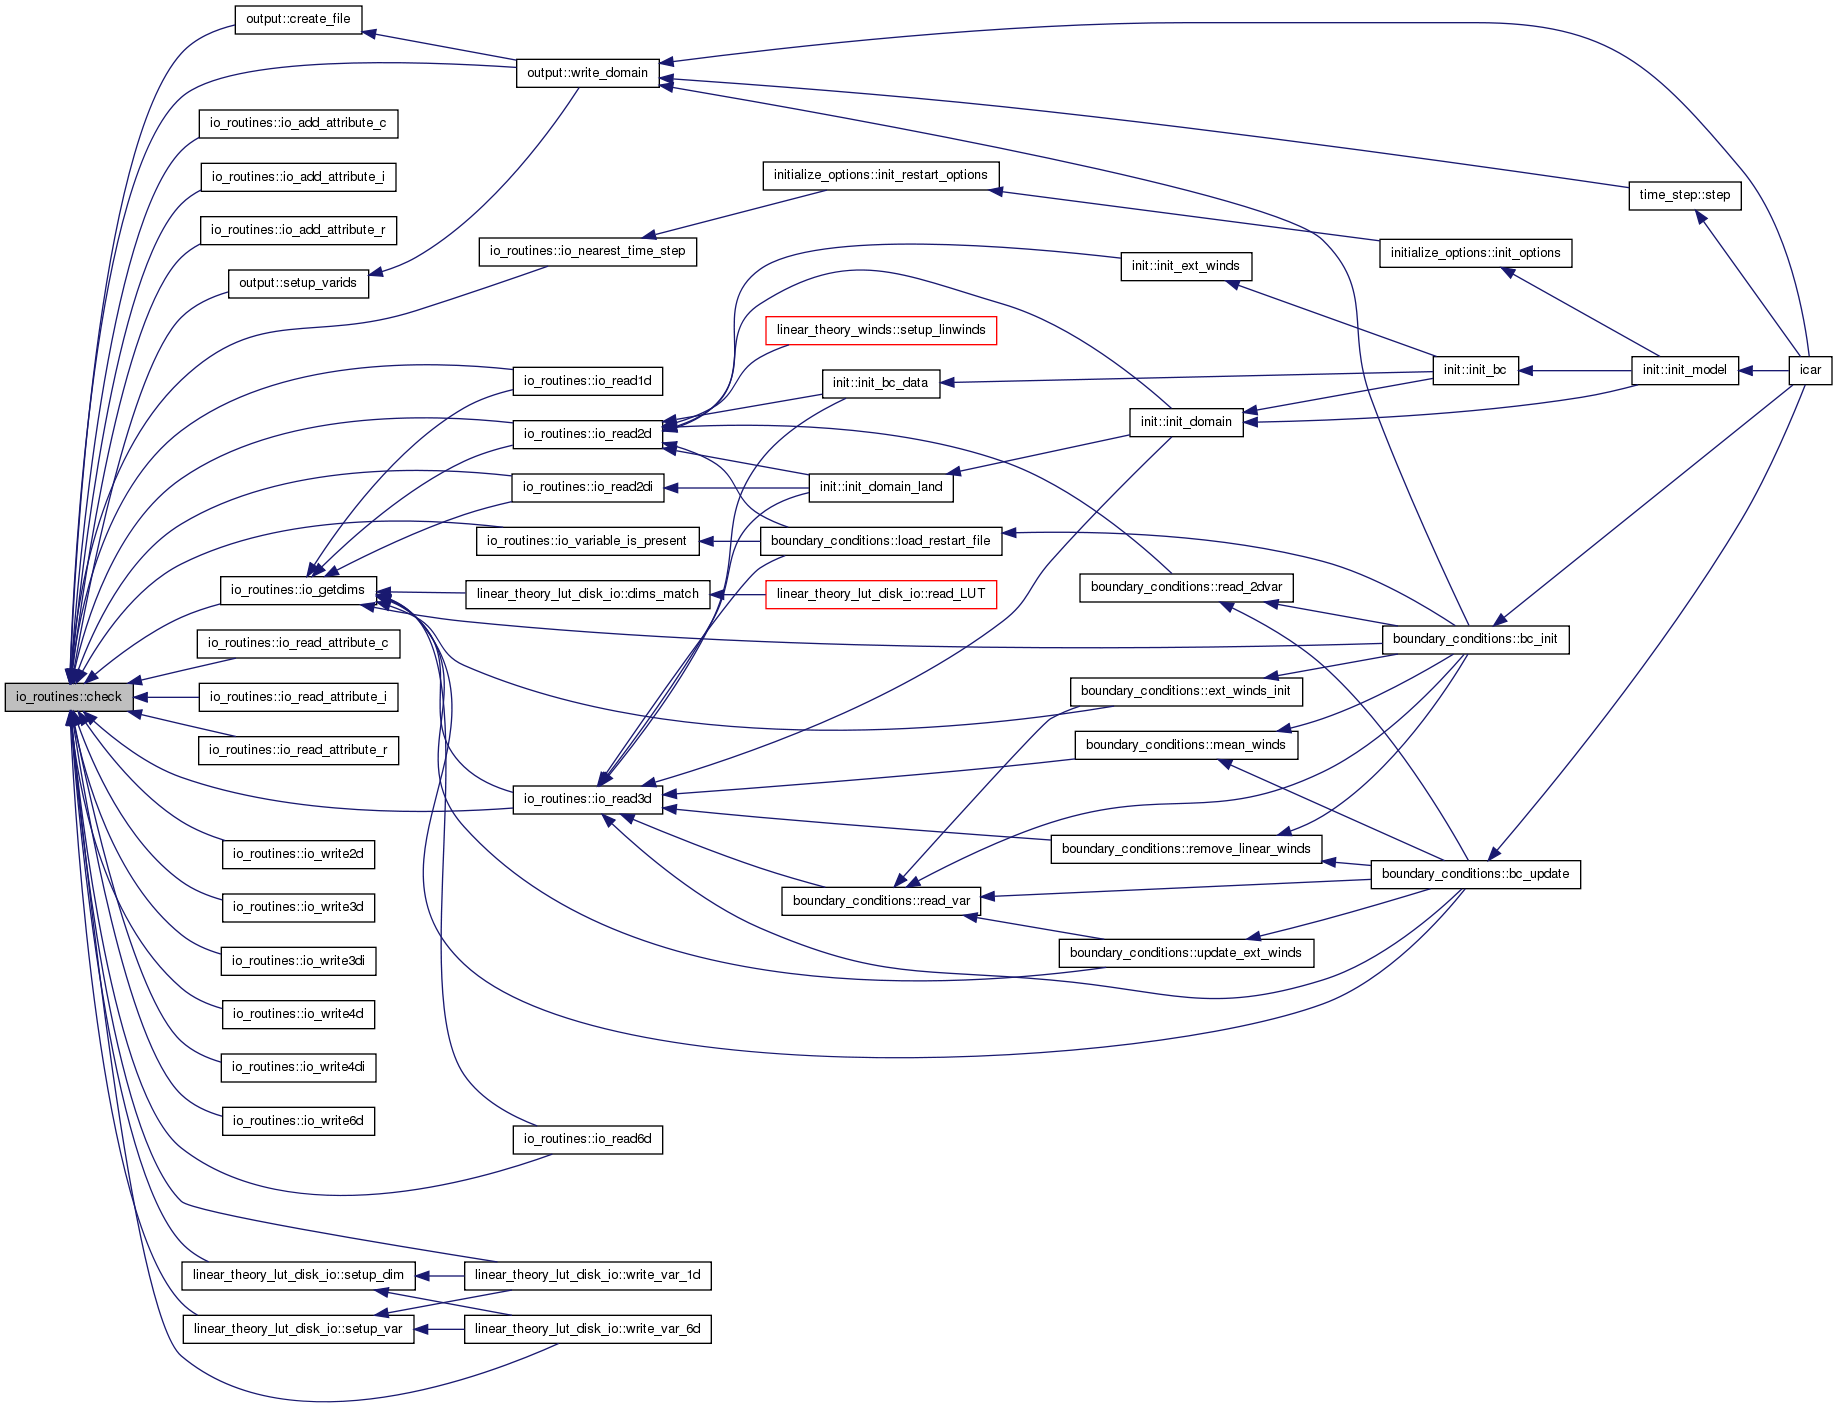 output::create_file
output::write_domain
io_routines::io_add_attribute_c
io_routines::io_add_attribute_i
initialize_options::init_restart_options
time_step::step
io_routines::io_add_attribute_r
io_routines::io_nearest_time_step
initialize_options::init_options
init::init_ext_winds
output::setup_varids
linear_theory_winds::setup_linwinds
io_routines::io_read1d
init::init_bc_data
init::init_bc
init::init_model
icar
io_routines::io_read2d
init::init_domain
io_routines::io_read2di
init::init_domain_land
io_routines::io_variable_is_present
boundary_conditions::load_restart_file
io_routines::io_getdims
linear_theory_lut_disk_io::dims_match
linear_theory_lut_disk_io::read_LUT
boundary_conditions::read_2dvar
io_routines::io_read_attribute_c
boundary_conditions::bc_init
io_routines::check
io_routines::io_read_attribute_i
boundary_conditions::ext_winds_init
io_routines::io_read_attribute_r
boundary_conditions::mean_winds
io_routines::io_read3d
io_routines::io_write2d
boundary_conditions::remove_linear_winds
boundary_conditions::bc_update
io_routines::io_write3d
boundary_conditions::read_var
io_routines::io_write3di
boundary_conditions::update_ext_winds
io_routines::io_write4d
io_routines::io_write4di
io_routines::io_write6d
io_routines::io_read6d
linear_theory_lut_disk_io::setup_dim
linear_theory_lut_disk_io::write_var_1d
linear_theory_lut_disk_io::setup_var
linear_theory_lut_disk_io::write_var_6d